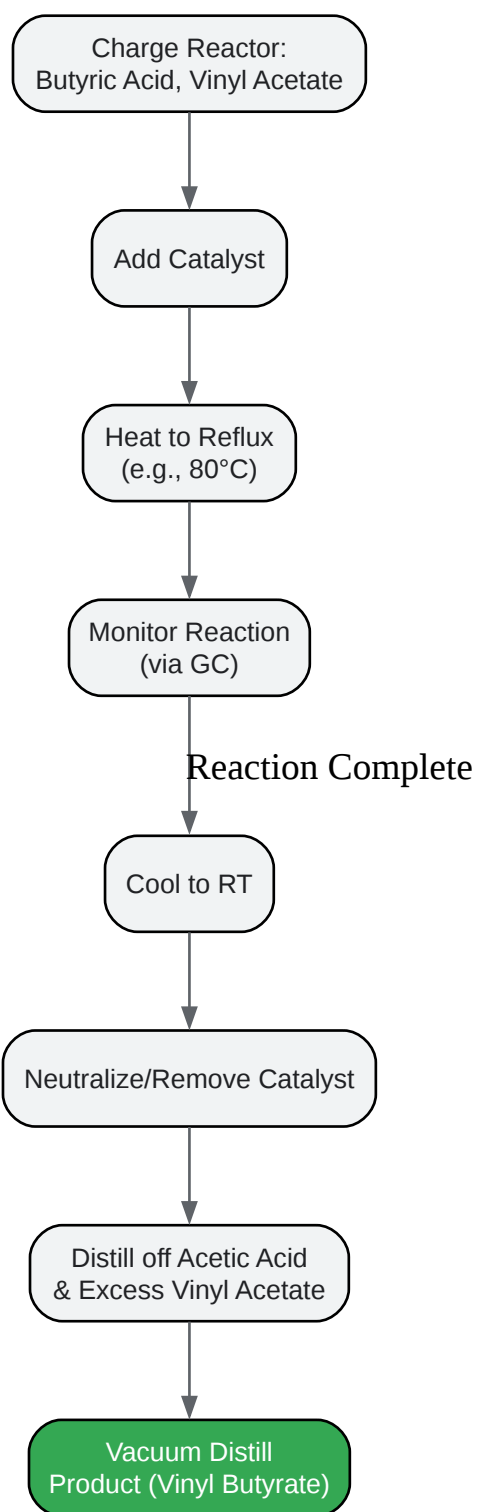 Charge Reactor:
Butyric Acid, Vinyl Acetate
Add Catalyst
Heat to Reflux
(e.g., 80°C)
Monitor Reaction
(via GC)
Reaction Complete
Cool to RT
Neutralize/Remove Catalyst
Distill off Acetic Acid
& Excess Vinyl Acetate
Vacuum Distill
Product (Vinyl Butyrate)